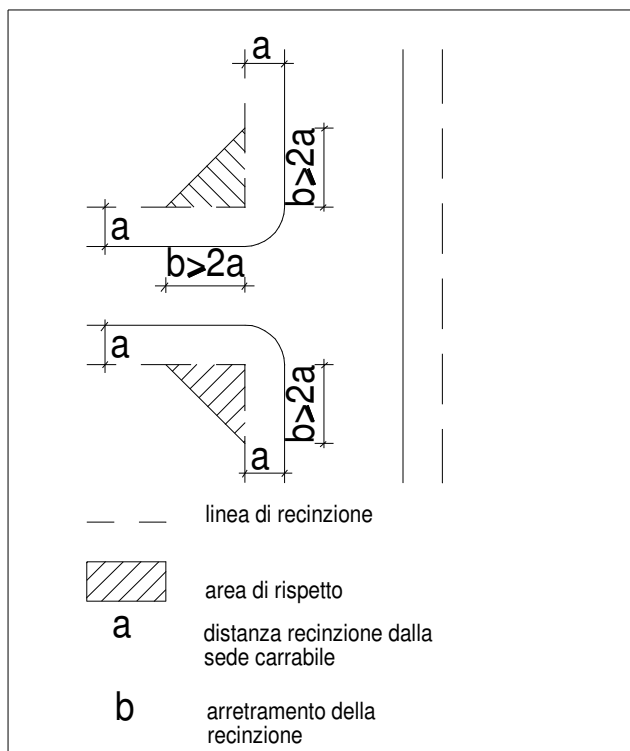 a
b⩾2a
a
b⩾2a
a
b⩾2a
a
linea di recinzione
area di rispetto
a
distanza recinzione dalla
sede carrabile
b
arretramento della
recinzione